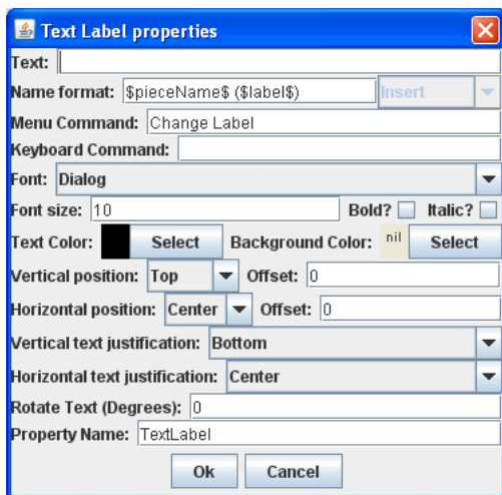 Text Label properties
Text:
Name format: $pieceName$ ($label$) Insert
Menu Command: Change Label
Keyboard Command:
Font: Dialog
Font size: 10 Bold? Italic?
Text Color: Select Background Color: nil Select
Vertical position: Top Offset: 0
Horizontal position: Center Offset: 0
Vertical text justification: Bottom
Horizontal text justification: Center
Rotate Text (Degrees): 0
Property Name: TextLabel
Ok Cancel